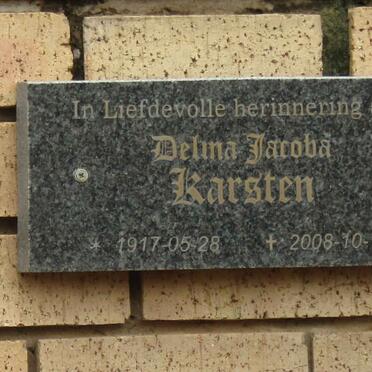 In Liefdevolle herinnering
Delma Jacoba
Karsten
* 1917-05-28 + 2008-10-